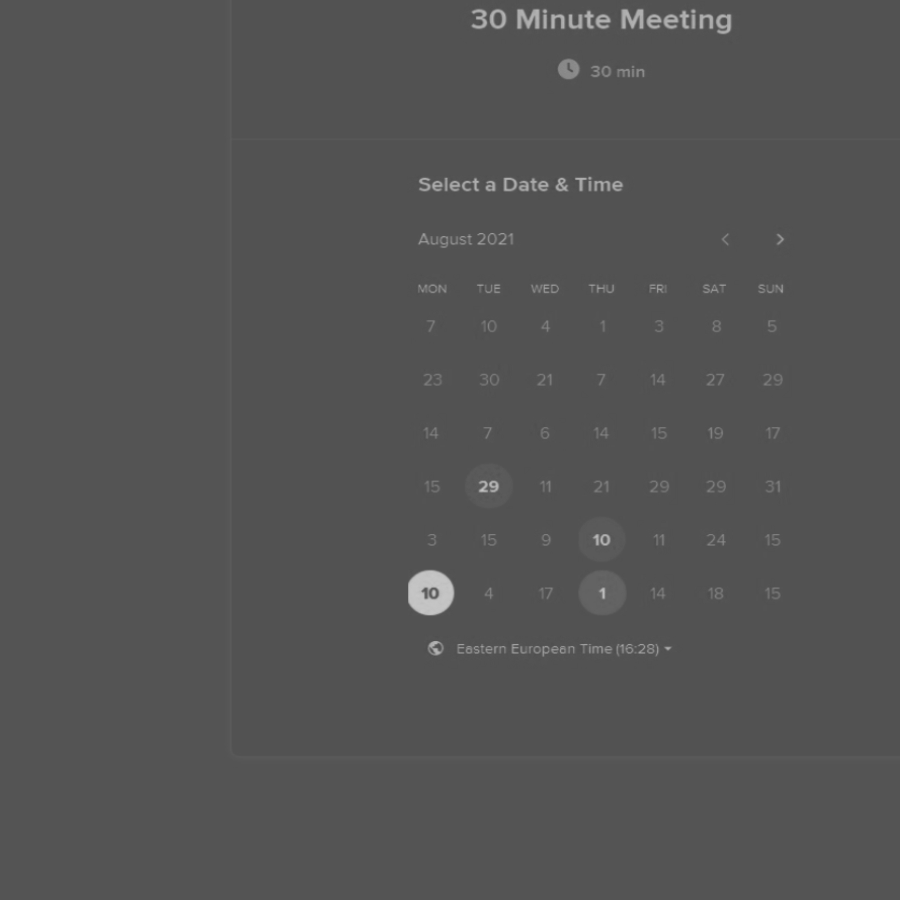 30 Minute Meeting
30 min
Select a Date & Time
August 2021
MON TUE WED THU FRI SAT SUN
7 10 4 1 3 8 5
23 30 21 7 14 27 29
14 7 6 14 15 19 17
15 29 11 21 29 29 31
3 15 9 10 11 24 15
10 4 17 1 14 18 15
Eastern European Time (16:28)